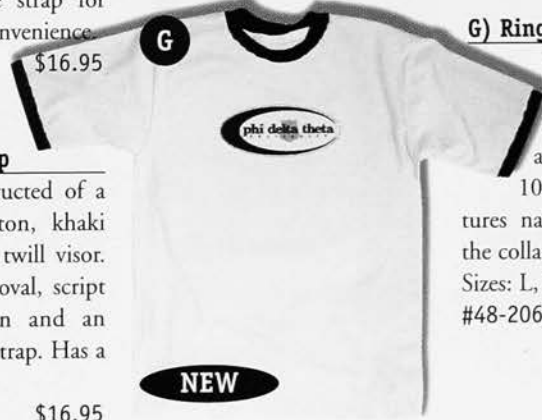 strap for
nvenience.
$16.95
p
ucted of a
ton, khaki
twill visor.
oval, script
n and an
trap. Has a
$16.95
G
phi delta theta
NEW
G) Ring
a
10
tures na
the colla
Sizes: L,
#48-206